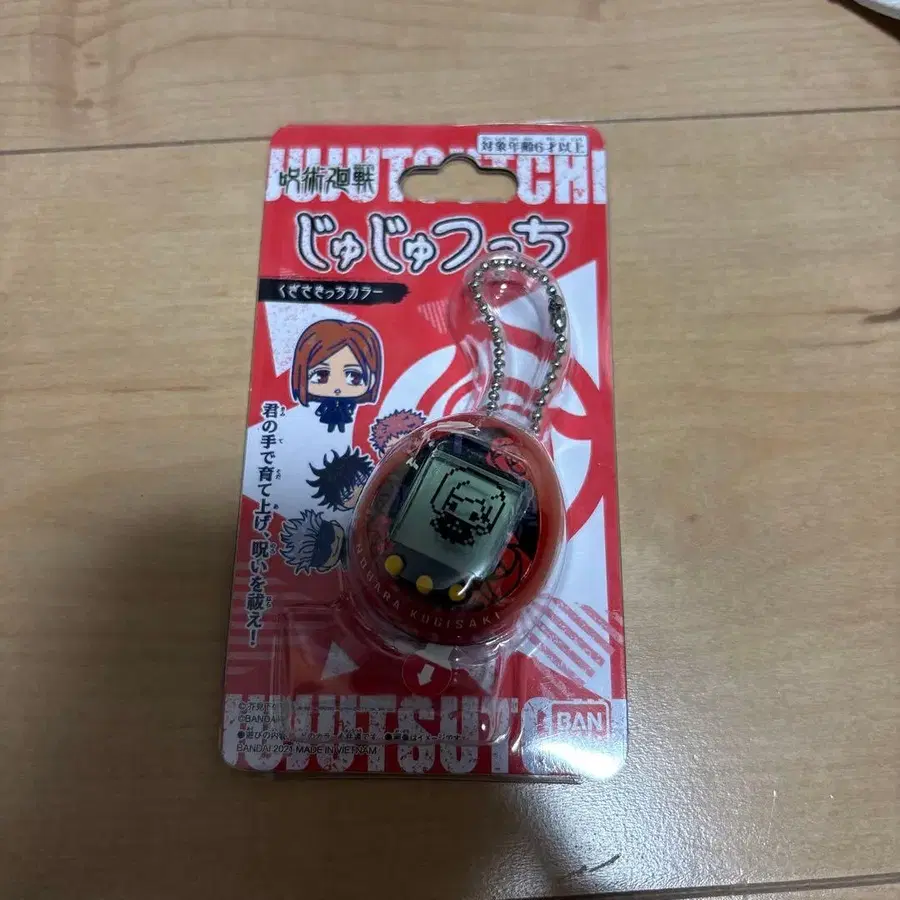 対象年齢6才以上
JUJUTSUTCHI
呪術廻戦
じゅじゅつっち
くぎさきっちカラー
君の手で育て上げ、呪いを祓え!
NOBARA KUGISAKI
JUJUTSUTC
BAN
©BANDAI
BANDAI 2021 MADE IN VIETNAM